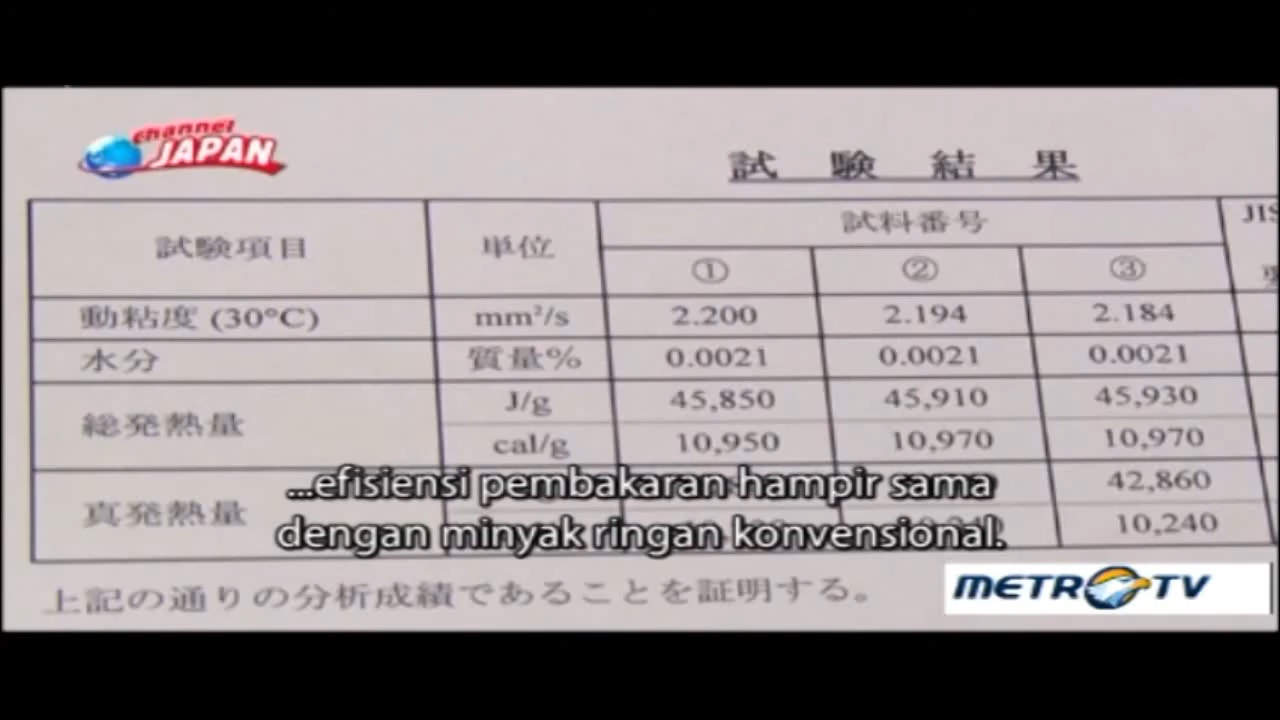 channel
JAPAN
試験結果
試験項目 単位 試料番号 JIS
① ② ③
動粘度 (30°C) mm²/s 2.200 2.194 2.184
水分 質量% 0.0021 0.0021 0.0021
総発熱量 J/g 45,850 45,910 45,930
cal/g 10,950 10,970 10,970
真発熱量 42,860
10,240
...efisiensi pembakaran hampir sama
dengan minyak ringan konvensional.
上記の通りの分析成績であることを証明する。
METRO TV